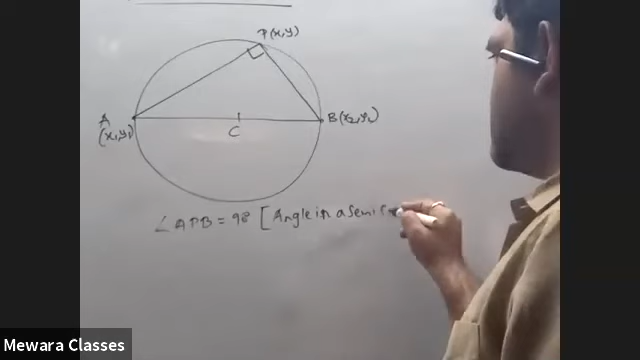 P(x,y)
A
(x₁,y₁)
C
B(x₂,y₂)
∠APB = 90° [Angle in a semi c
Mewara Classes